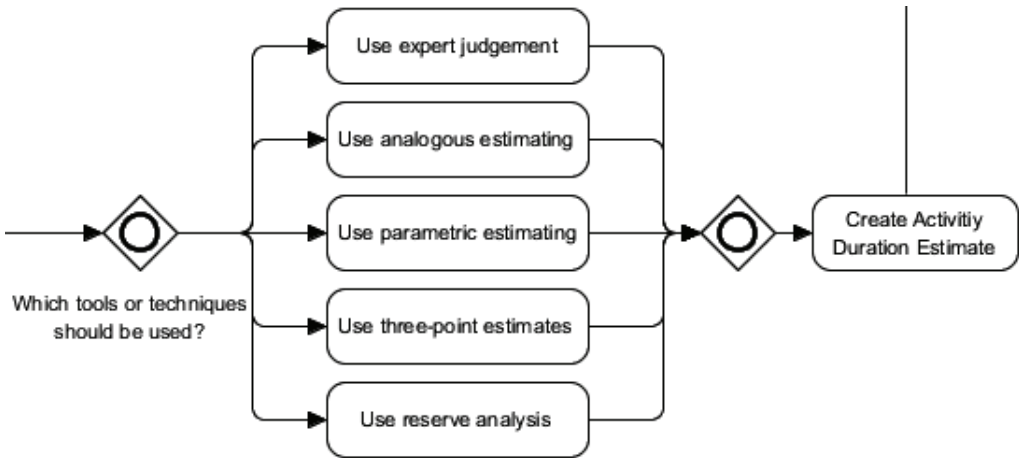 Use expert judgement
Use analogous estimating
Use parametric estimating
Create Activitiy
Duration Estimate
Which tools or techniques
should be used?
Use three-point estimates
Use reserve analysis